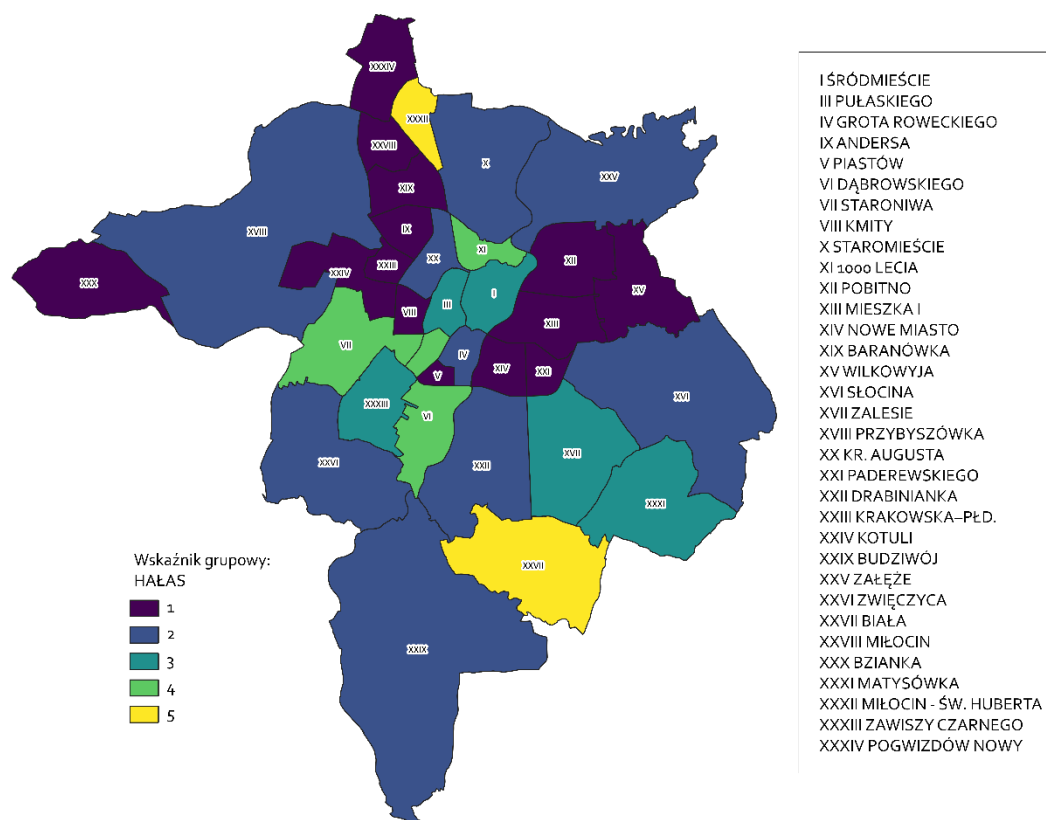 XXXIV
XXXII
XXVIII
X
XXV
XIX
IX
XVIII
XX
XI
XII
XXIII
XXIV
XXX
I
XV
III
VIII
XIII
VII
IV
V
XIV
XXI
XVI
XXXIII
VI
XXVI
XXII
XVII
XXXI
XXVII
XXIX
Wskaźnik grupowy:
HAŁAS
1
2
3
4
5
I ŚRÓDMIEŚCIE
III PUŁASKIEGO
IV GROTA ROWECKIEGO
IX ANDERSA
V PIASTÓW
VI DĄBROWSKIEGO
VII STARONIWA
VIII KMITY
X STAROMIEŚCIE
XI 1000 LECIA
XII POBITNO
XIII MIESZKA I
XIV NOWE MIASTO
XIX BARANÓWKA
XV WILKOWYJA
XVI SŁOCINA
XVII ZALESIE
XVIII PRZYBYSZÓWKA
XX KR. AUGUSTA
XXI PADEREWSKIEGO
XXII DRABINIANKA
XXIII KRAKOWSKA–PŁD.
XXIV KOTULI
XXIX BUDZIWÓJ
XXV ZAŁĘŻE
XXVI ZWIĘCZYCA
XXVII BIAŁA
XXVIII MIŁOCIN
XXX BZIANKA
XXXI MATYSÓWKA
XXXII MIŁOCIN - ŚW. HUBERTA
XXXIII ZAWISZY CZARNEGO
XXXIV POGWIZDÓW NOWY